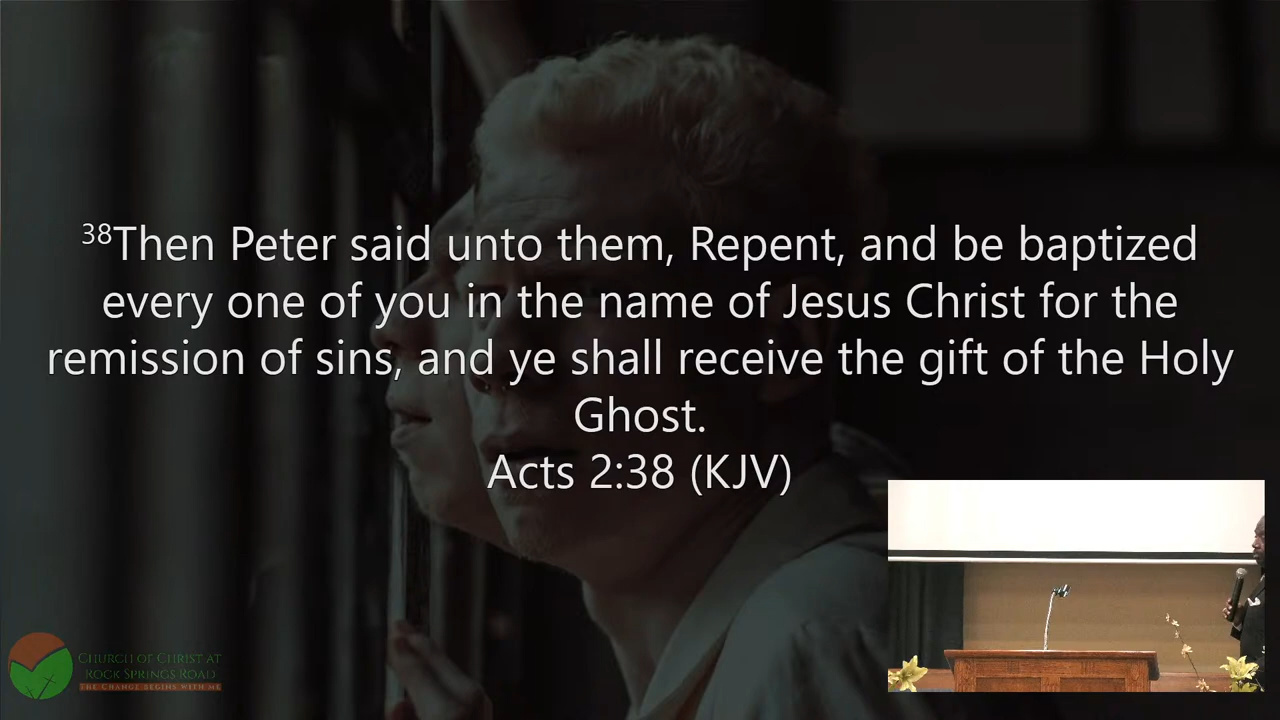 38Then Peter said unto them, Repent, and be baptized
every one of you in the name of Jesus Christ for the
remission of sins, and ye shall receive the gift of the Holy
Ghost.
Acts 2:38 (KJV)
CHURCH OF CHRIST AT
ROCK SPRINGS ROAD
THE CHANGE BEGINS WITH ME